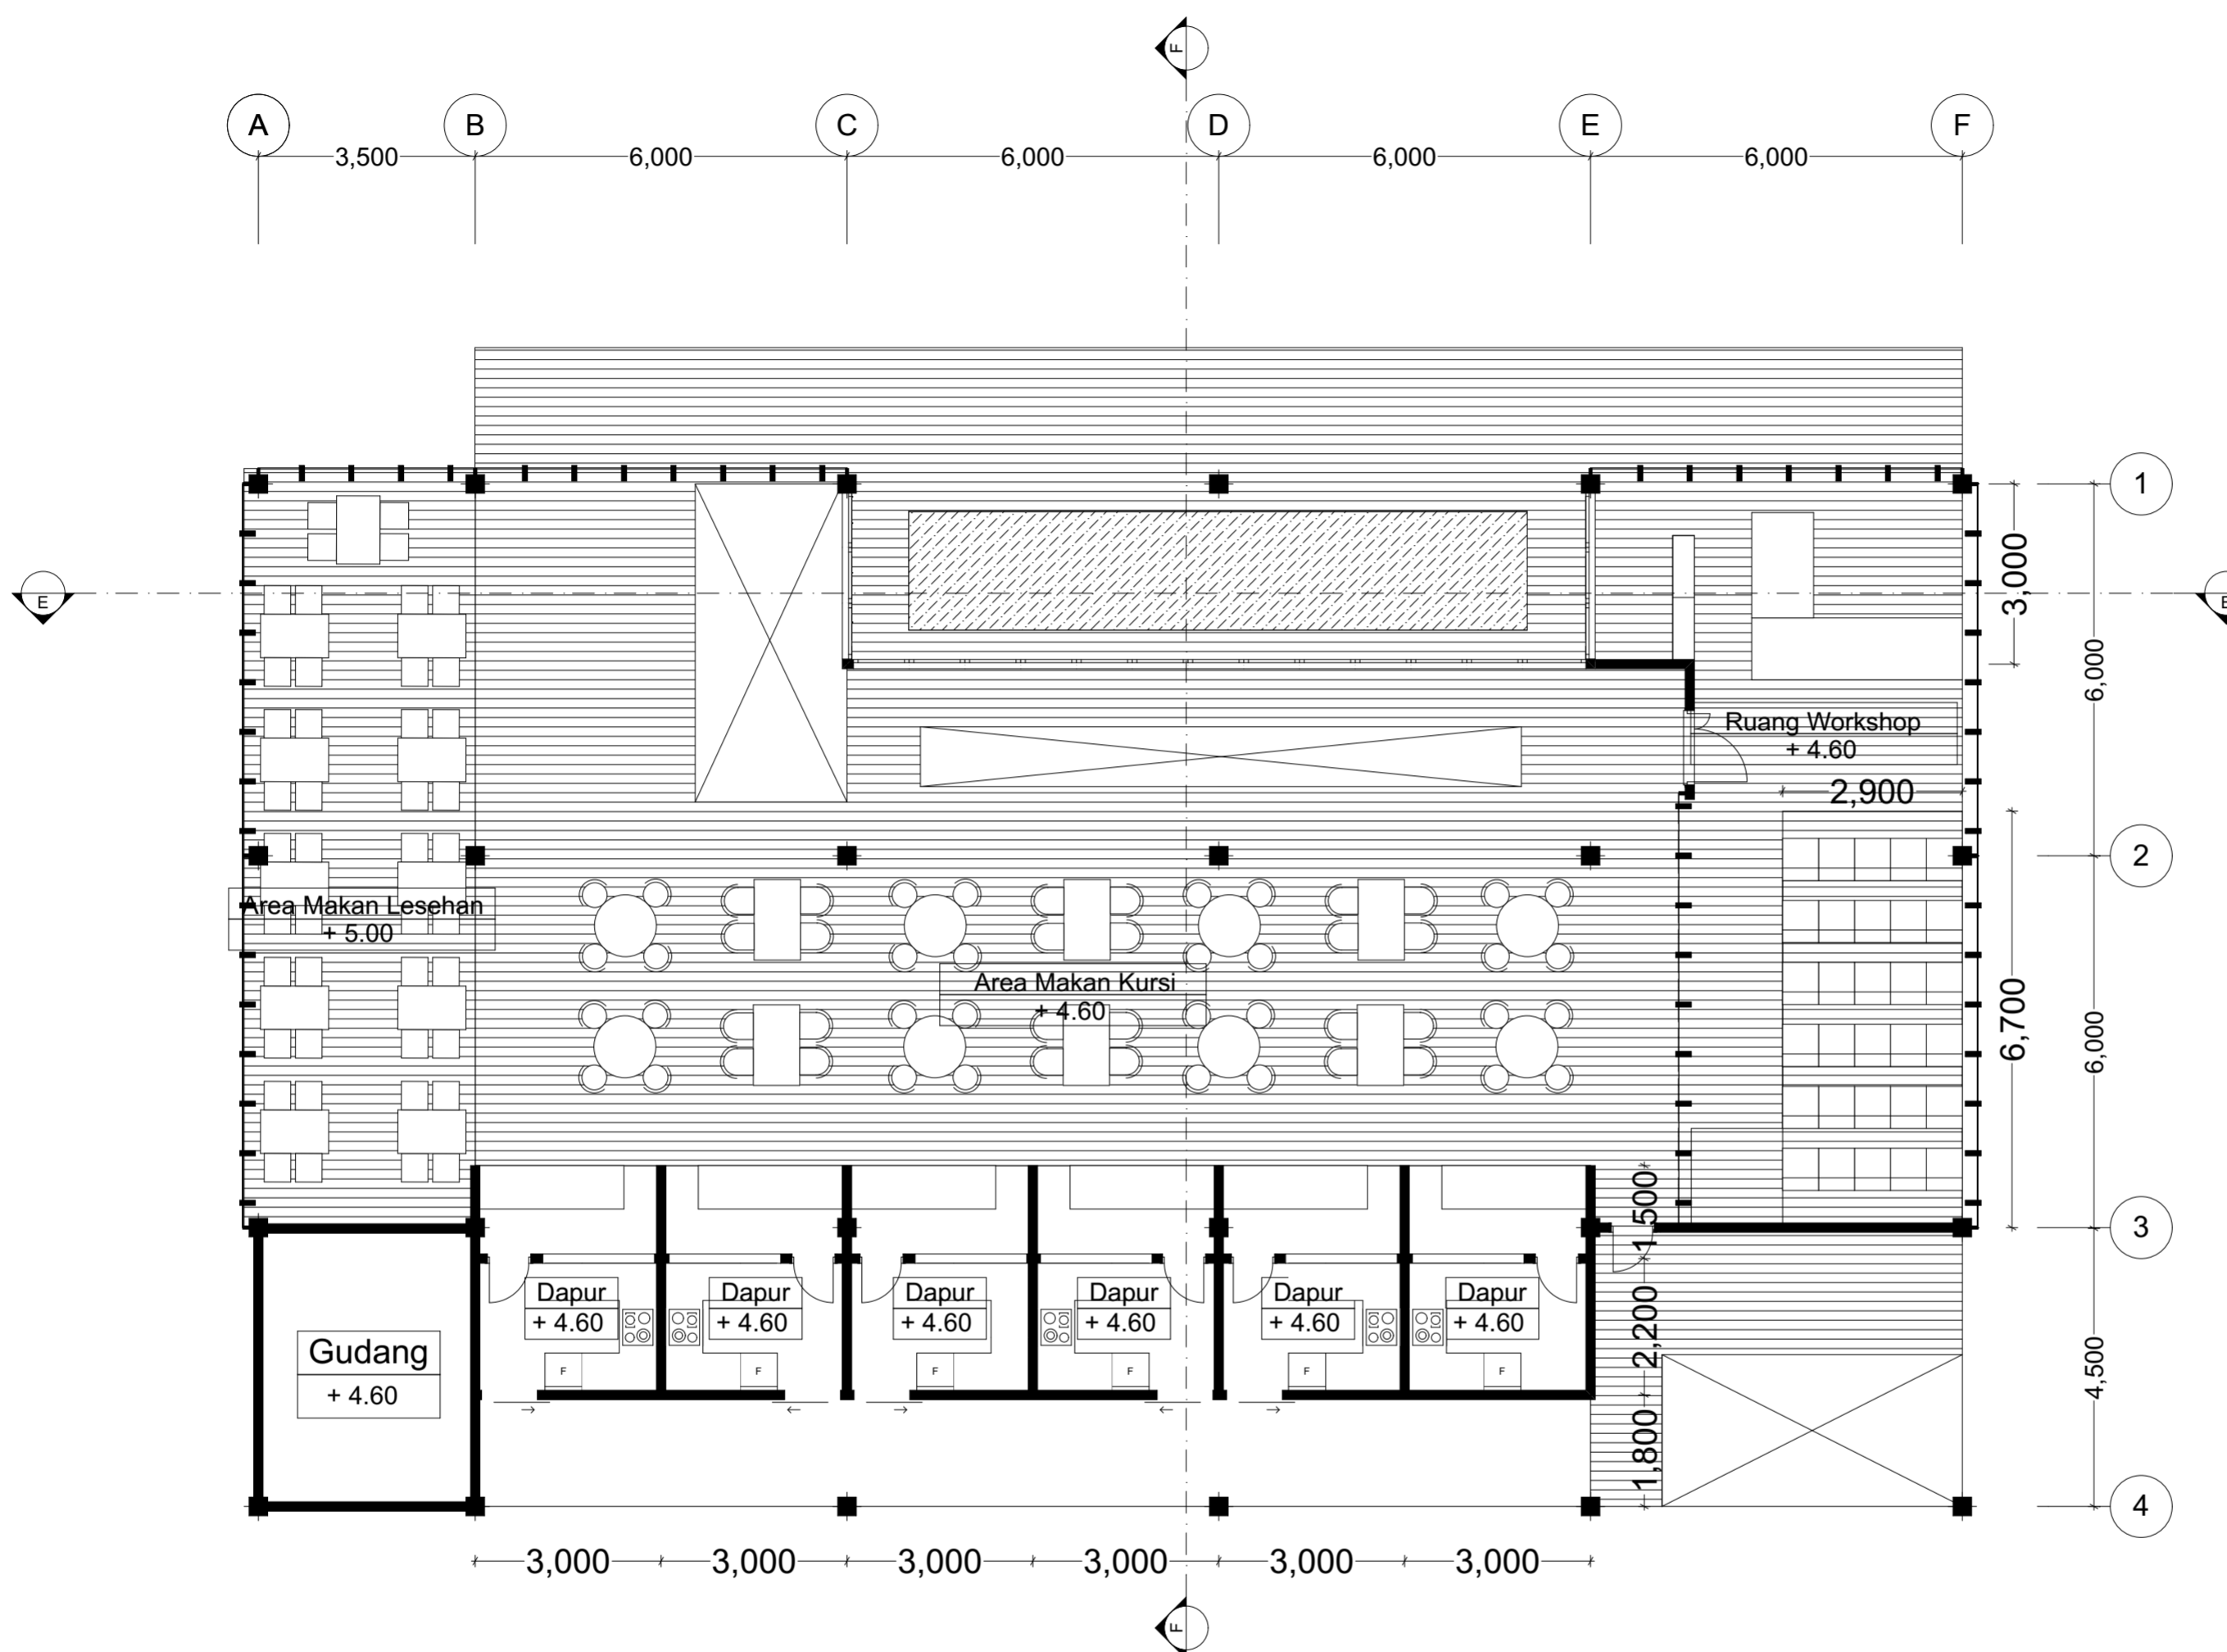 F
A B C D E F
3,500 6,000 6,000 6,000 6,000
1
E
3,000
E
6,000
Ruang Workshop
+ 4.60
2,900
2
Area Makan Lesehan
+ 5.00
Area Makan Kursi
+ 4.60
6,700
6,000
1,500
3
Dapur Dapur Dapur Dapur Dapur Dapur
+ 4.60 + 4.60 + 4.60 + 4.60 + 4.60 + 4.60
2,200
Gudang
+ 4.60
F F F F F F
4,500
1,800
4
3,000 3,000 3,000 3,000 3,000 3,000
F